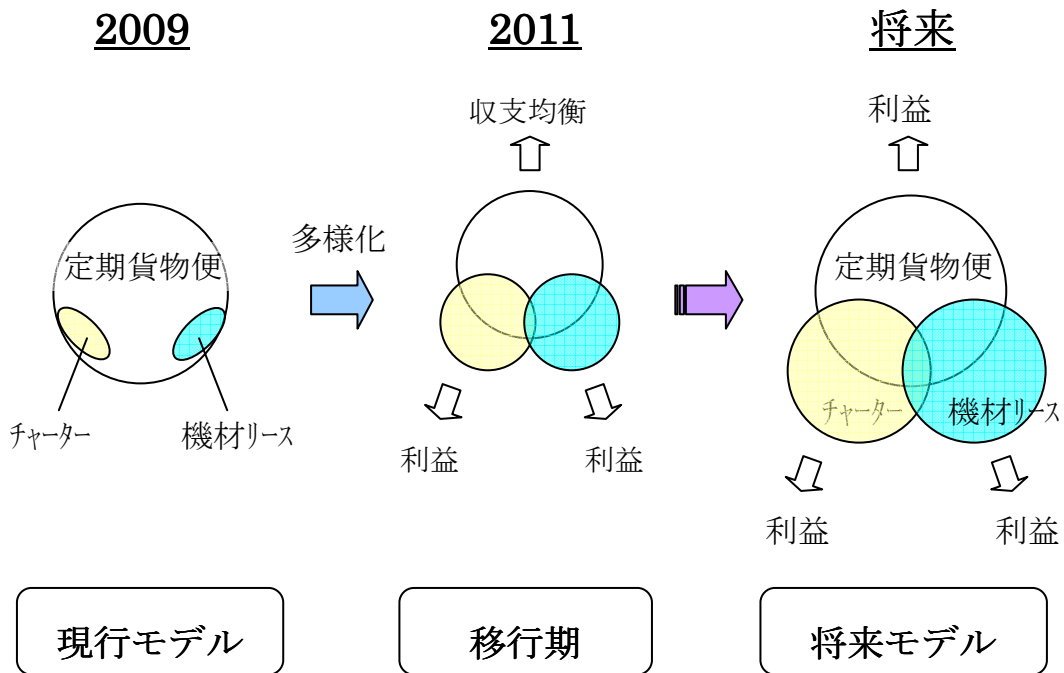 2009
2011
将来
収支均衡
利益
定期貨物便
多様化
定期貨物便
チャーター
機材リース
チャーター
機材リース
利益
利益
利益
利益
現行モデル
移行期
将来モデル